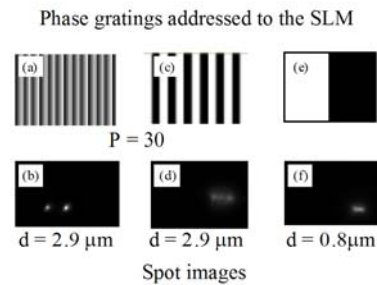 Phase gratings addressed to the SLM
(a) (c) (e)
P = 30
(b) (d) (f)
d = 2.9 μm d = 2.9 μm d = 0.8μm
Spot images